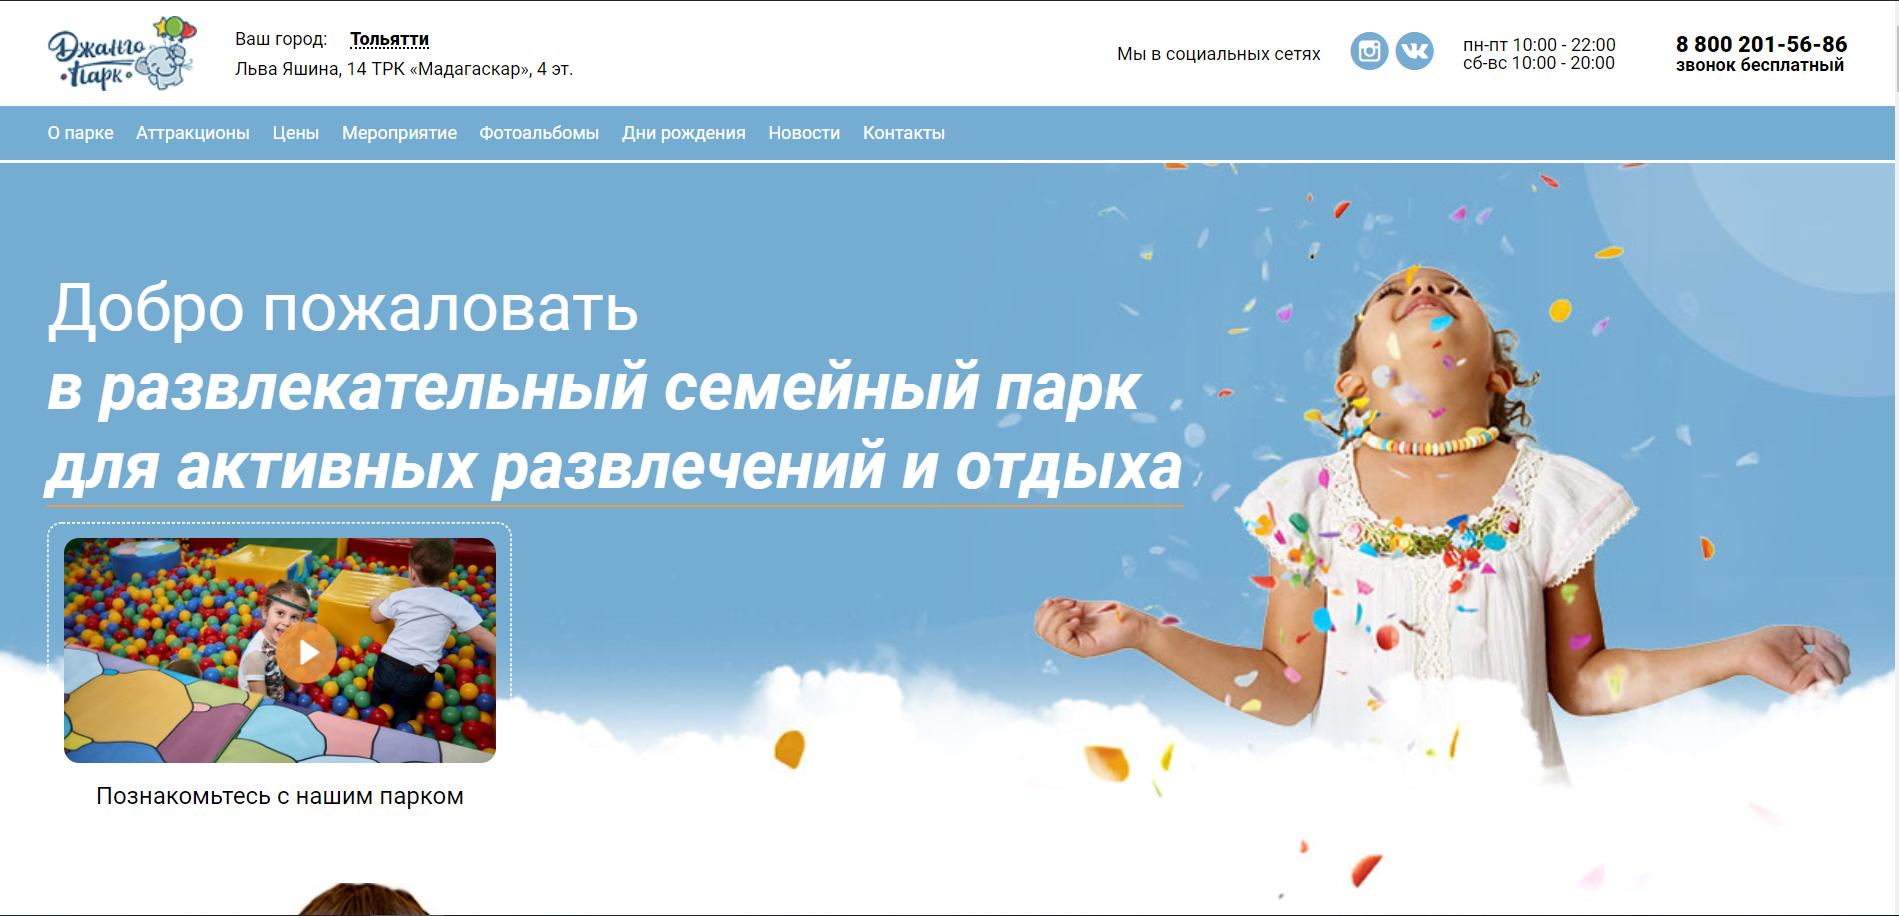 Джанго
Парк
Ваш город: Тольятти
Льва Яшина, 14 ТРК «Мадагаскар», 4 эт.
Мы в социальных сетях
пн-пт 10:00 - 22:00
сб-вс 10:00 - 20:00
8 800 201-56-86
звонок бесплатный
О парке Аттракционы Цены Мероприятие Фотоальбомы Дни рождения Новости Контакты
Добро пожаловать
в развлекательный семейный парк
для активных развлечений и отдыха
Познакомьтесь с нашим парком